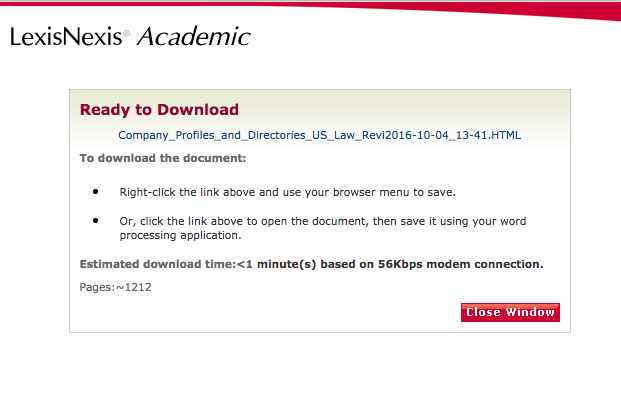 LexisNexis® Academic
Ready to Download
Company_Profiles_and_Directories_US_Law_Revi2016-10-04_13-41.HTML
To download the document:
Right-click the link above and use your browser menu to save.
Or, click the link above to open the document, then save it using your word
processing application.
Estimated download time:<1 minute(s) based on 56Kbps modem connection.
Pages:~1212
Close Window